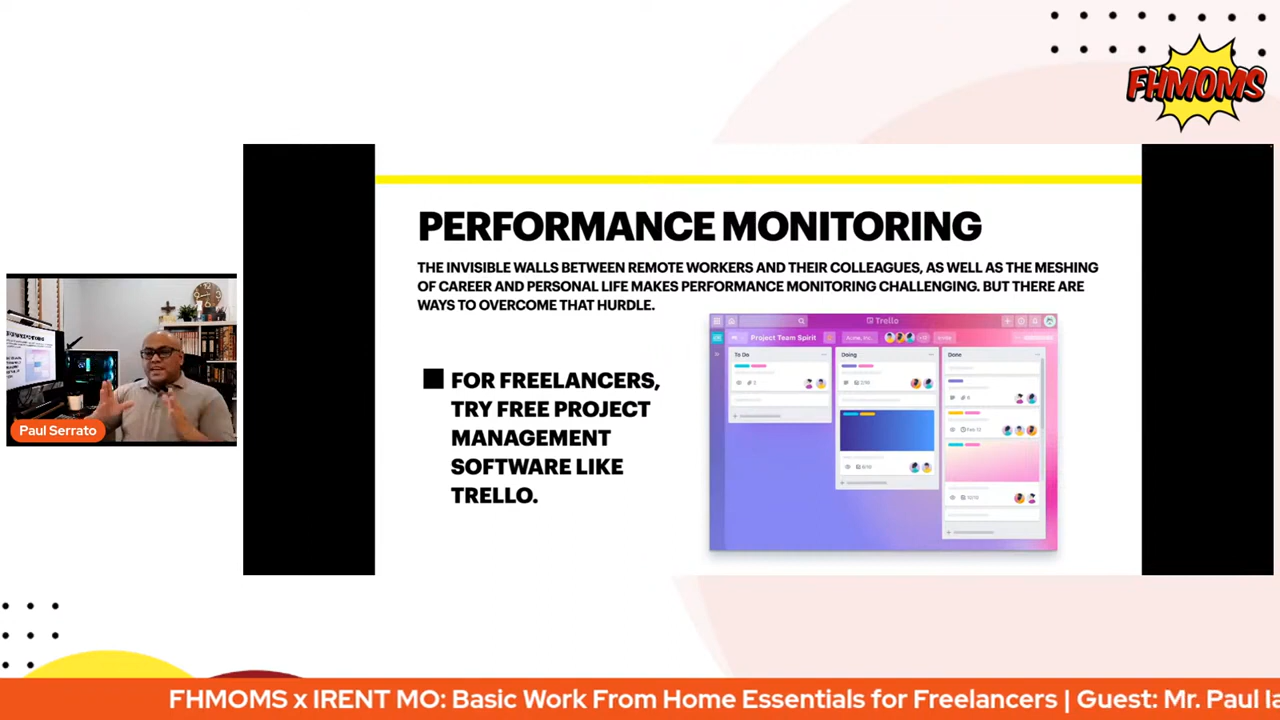 FHMOMS
PERFORMANCE MONITORING
THE INVISIBLE WALLS BETWEEN REMOTE WORKERS AND THEIR COLLEAGUES, AS WELL AS THE MESHING
OF CAREER AND PERSONAL LIFE MAKES PERFORMANCE MONITORING CHALLENGING. BUT THERE ARE
WAYS TO OVERCOME THAT HURDLE.
FOR FREELANCERS,
TRY FREE PROJECT
MANAGEMENT
SOFTWARE LIKE
TRELLO.
Trello
Project Team Spirit
Acme, Inc.
Invite
To Do
Doing
Done
Paul Serrato
FHMOMS x IRENT MO: Basic Work From Home Essentials for Freelancers | Guest: Mr. Paul